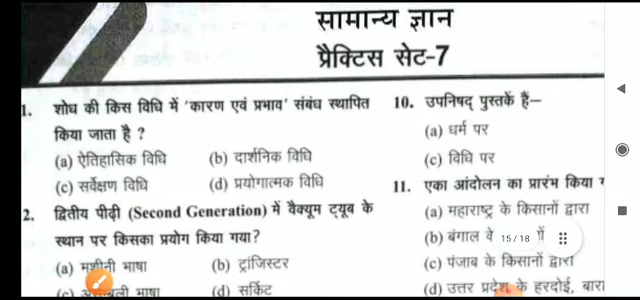 सामान्य ज्ञान
प्रैक्टिस सेट-7
1. शोध की किस विधि में 'कारण एवं प्रभाव' संबंध स्थापित
किया जाता है ?
(a) ऐतिहासिक विधि (b) दार्शनिक विधि
(c) सर्वेक्षण विधि (d) प्रयोगात्मक विधि
2. द्वितीय पीढ़ी (Second Generation) में वैक्यूम ट्यूब के
स्थान पर किसका प्रयोग किया गया?
(a) मशीनी भाषा (b) ट्रांजिस्टर
(c) भाषा (d) सर्किट
10. उपनिषद् पुस्तकें हैं—
(a) धर्म पर
(c) विधि पर
11. एका आंदोलन का प्रारंभ किया
(a) महाराष्ट्र के किसानों द्वारा
(b) बंगाल
15 / 18
(c) पंजाब के किसानों द्वारा
(d) उत्तर प्रदेश के हरदोई,